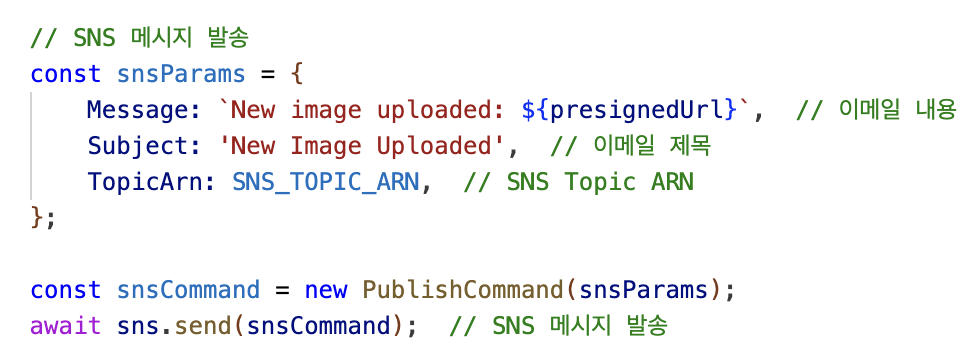 // SNS 메시지 발송
const snsParams = {
    Message: `New image uploaded: ${presignedUrl}`,  // 이메일 내용
    Subject: 'New Image Uploaded',  // 이메일 제목
    TopicArn: SNS_TOPIC_ARN,  // SNS Topic ARN
};

const snsCommand = new PublishCommand(snsParams);
await sns.send(snsCommand);  // SNS 메시지 발송